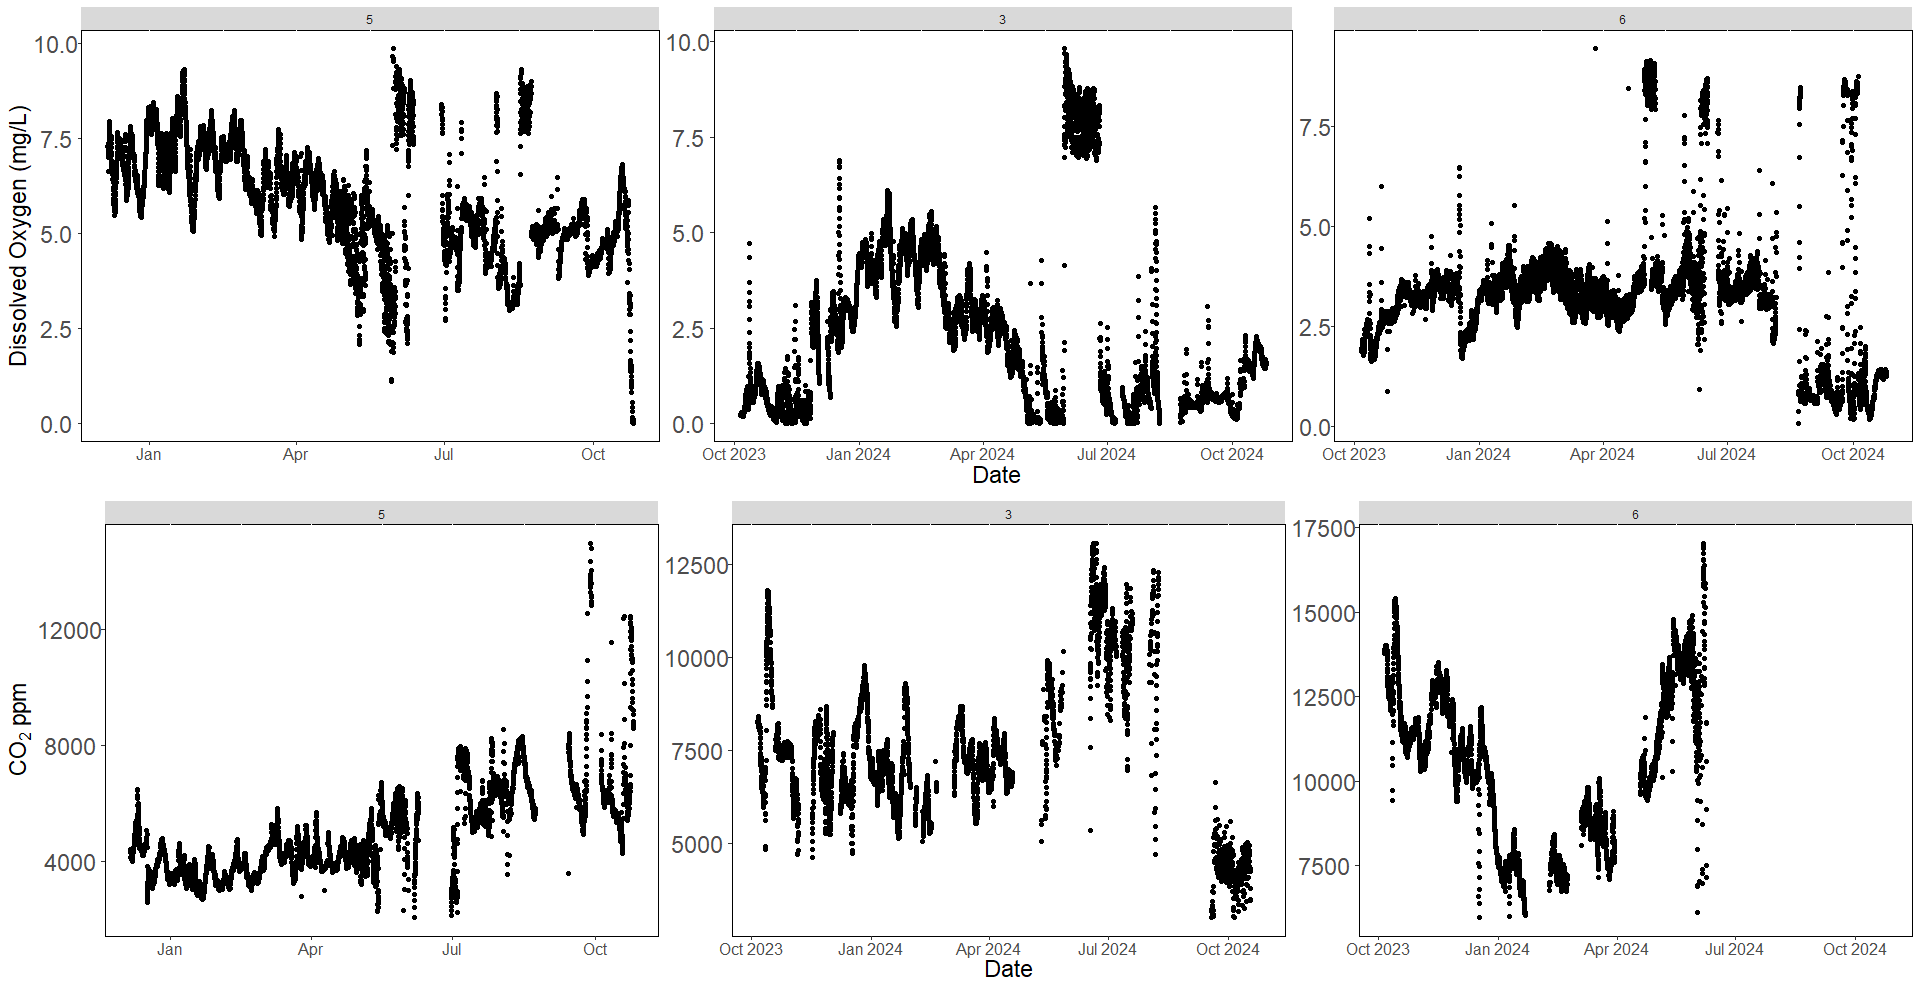 5 3 6
Dissolved Oxygen (mg/L)
10.0
7.5
5.0
2.5
0.0
10.0
7.5
5.0
2.5
0.0
7.5
5.0
2.5
0.0
Jan Apr Jul Oct
Oct 2023 Jan 2024 Apr 2024 Jul 2024 Oct 2024
Oct 2023 Jan 2024 Apr 2024 Jul 2024 Oct 2024
Date
5 3 6
CO₂ ppm
12000
8000
4000
12500
10000
7500
5000
17500
15000
12500
10000
7500
Jan Apr Jul Oct
Oct 2023 Jan 2024 Apr 2024 Jul 2024 Oct 2024
Oct 2023 Jan 2024 Apr 2024 Jul 2024 Oct 2024
Date